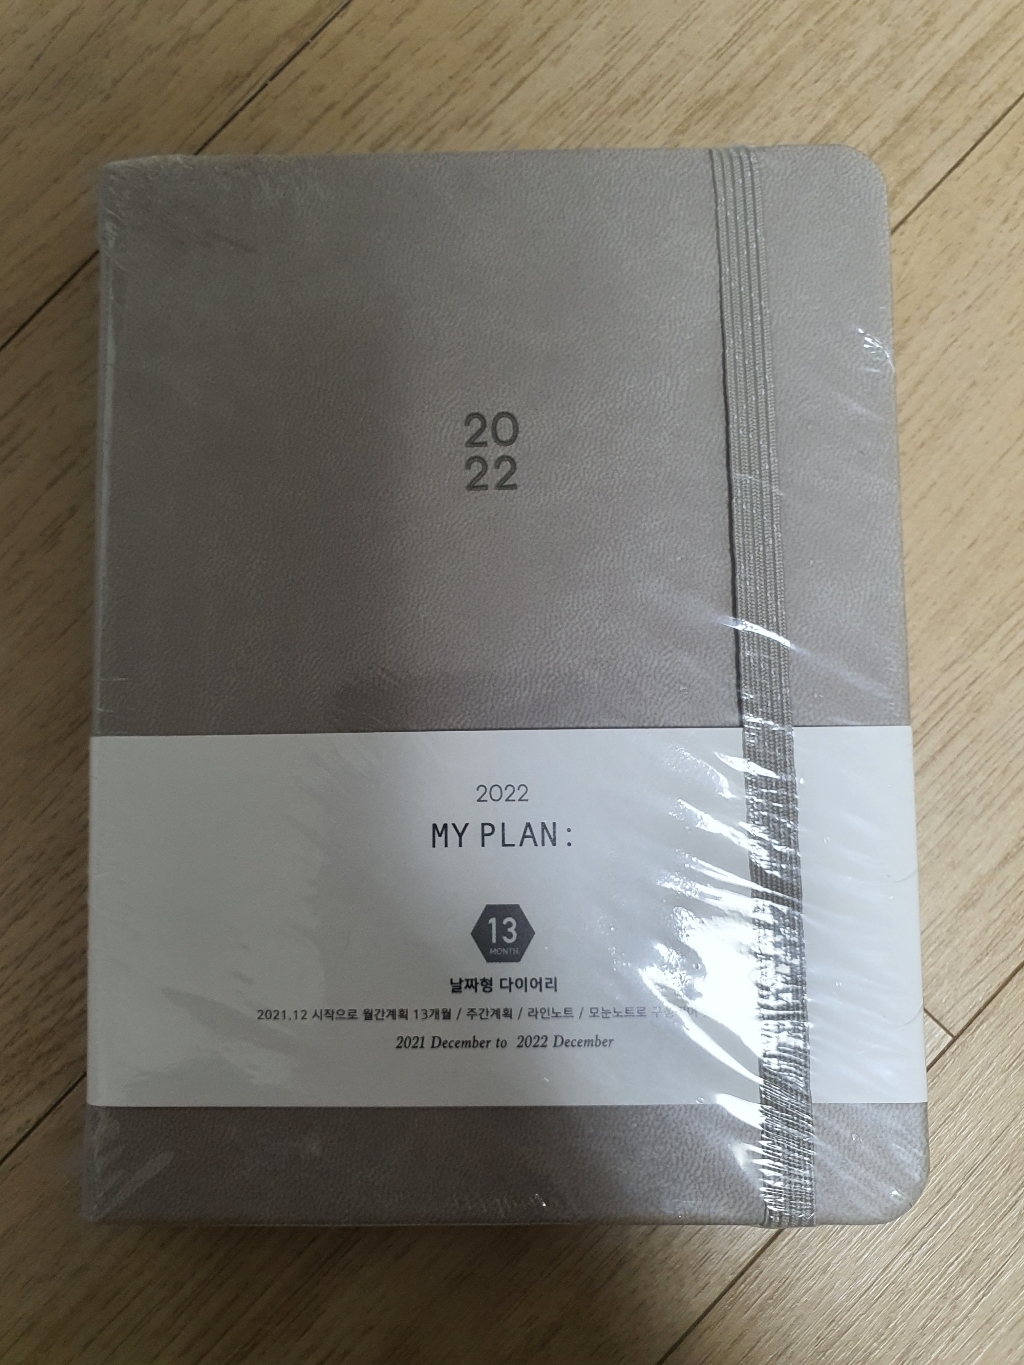 20
22
2022
MY PLAN:
13
MONTH
날짜형 다이어리
2021.12 시작으로 월간계획 13개월 / 주간계획 / 라인노트 / 모눈노트로
2021 December to 2022 December